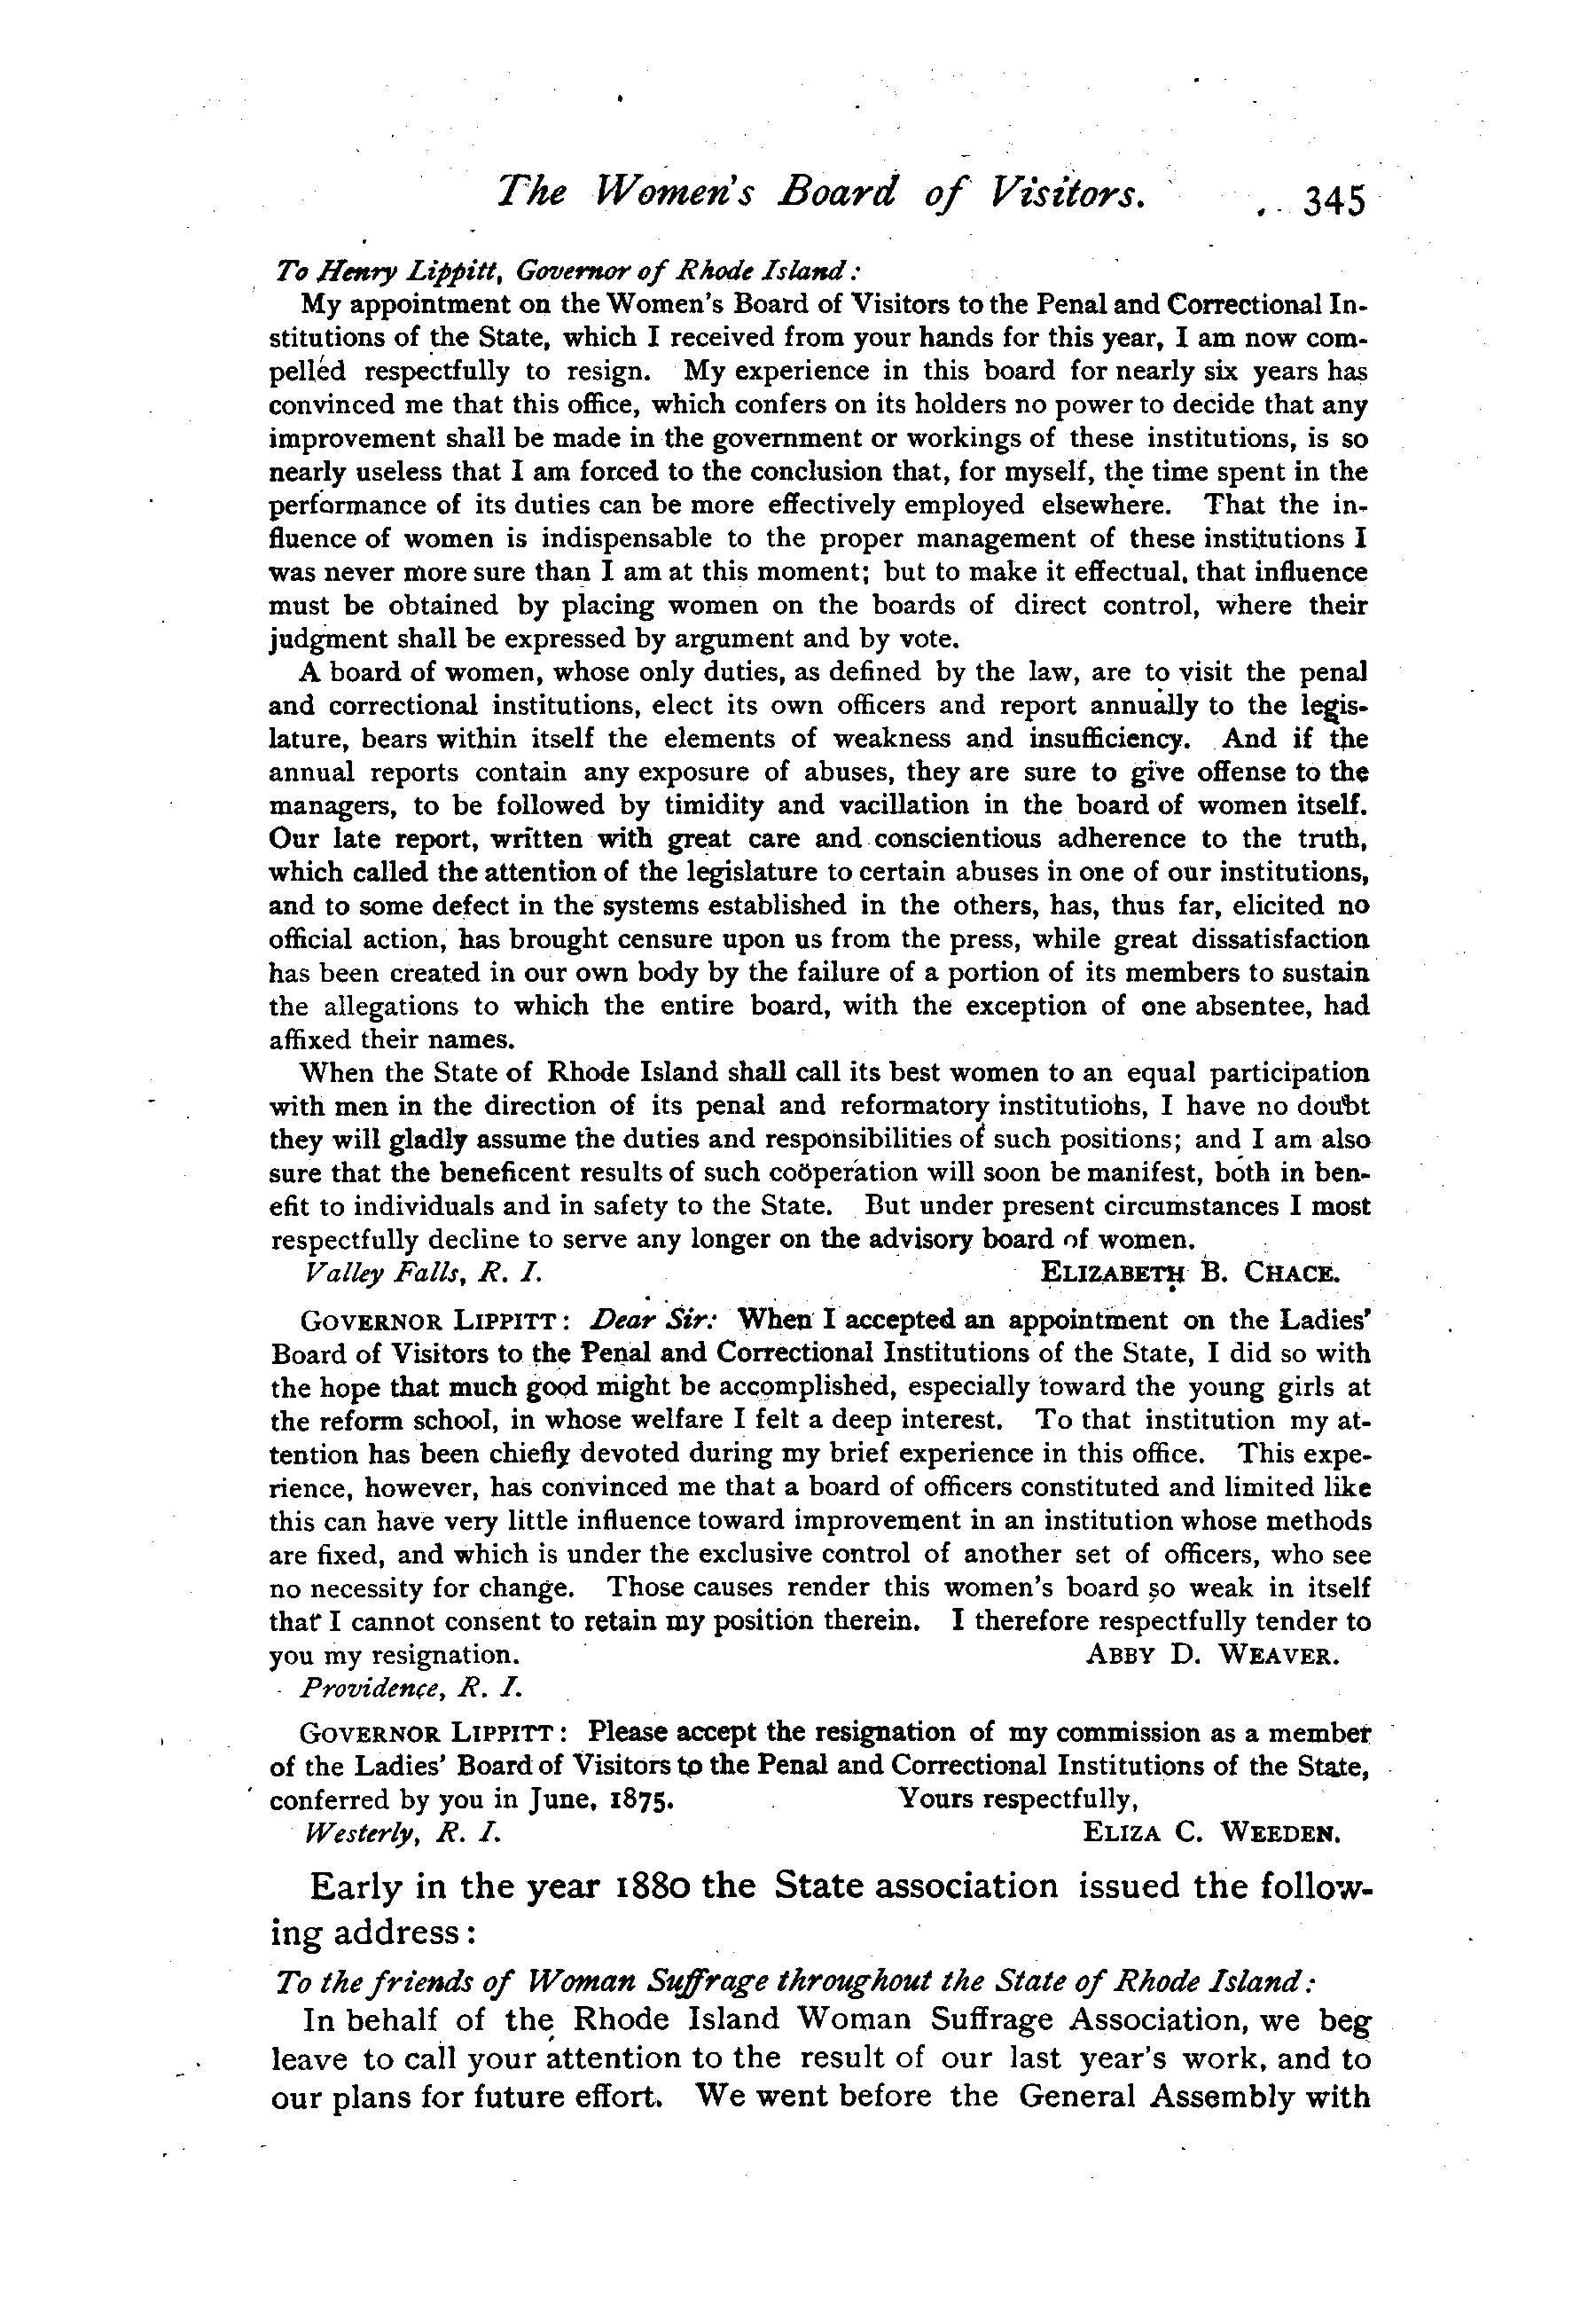 The Women's Board of Visitors. 345
To Henry Lippitt, Governor of Rhode Island:
My appointment on the Women's Board of Visitors to the Penal and Correctional In-
stitutions of the State, which I received from your hands for this year, I am now com-
pelled respectfully to resign. My experience in this board for nearly six years has
convinced me that this office, which confers on its holders no power to decide that any
improvement shall be made in the government or workings of these institutions, is so
nearly useless that I am forced to the conclusion that, for myself, the time spent in the
performance of its duties can be more effectively employed elsewhere. That the in-
fluence of women is indispensable to the proper management of these institutions I
was never more sure than I am at this moment; but to make it effectual, that influence
must be obtained by placing women on the boards of direct control, where their
judgment shall be expressed by argument and by vote.
A board of women, whose only duties, as defined by the law, are to visit the penal
and correctional institutions, elect its own officers and report annually to the legis-
lature, bears within itself the elements of weakness and insufficiency. And if the
annual reports contain any exposure of abuses, they are sure to give offense to the
managers, to be followed by timidity and vacillation in the board of women itself.
Our late report, written with great care and conscientious adherence to the truth,
which called the attention of the legislature to certain abuses in one of our institutions,
and to some defect in the systems established in the others, has, thus far, elicited no
official action, has brought censure upon us from the press, while great dissatisfaction
has been created in our own body by the failure of a portion of its members to sustain
the allegations to which the entire board, with the exception of one absentee, had
affixed their names.
When the State of Rhode Island shall call its best women to an equal participation
with men in the direction of its penal and reformatory institutions, I have no doubt
they will gladly assume the duties and responsibilities of such positions; and I am also
sure that the beneficent results of such coöperation will soon be manifest, both in ben-
efit to individuals and in safety to the State. But under present circumstances I most
respectfully decline to serve any longer on the advisory board of women.
Valley Falls, R. I. ELIZABETH B. CHACE.
GOVERNOR LIPPITT: Dear Sir: When I accepted an appointment on the Ladies'
Board of Visitors to the Penal and Correctional Institutions of the State, I did so with
the hope that much good might be accomplished, especially toward the young girls at
the reform school, in whose welfare I felt a deep interest. To that institution my at-
tention has been chiefly devoted during my brief experience in this office. This expe-
rience, however, has convinced me that a board of officers constituted and limited like
this can have very little influence toward improvement in an institution whose methods
are fixed, and which is under the exclusive control of another set of officers, who see
no necessity for change. Those causes render this women's board so weak in itself
that I cannot consent to retain my position therein. I therefore respectfully tender to
you my resignation. ABBY D. WEAVER.
Providence, R. I.
GOVERNOR LIPPITT: Please accept the resignation of my commission as a member
of the Ladies' Board of Visitors to the Penal and Correctional Institutions of the State,
conferred by you in June, 1875. Yours respectfully,
Westerly, R. I. ELIZA C. WEEDEN.
Early in the year 1880 the State association issued the follow-
ing address:
To the friends of Woman Suffrage throughout the State of Rhode Island:
In behalf of the Rhode Island Woman Suffrage Association, we beg
leave to call your attention to the result of our last year's work, and to
our plans for future effort. We went before the General Assembly with